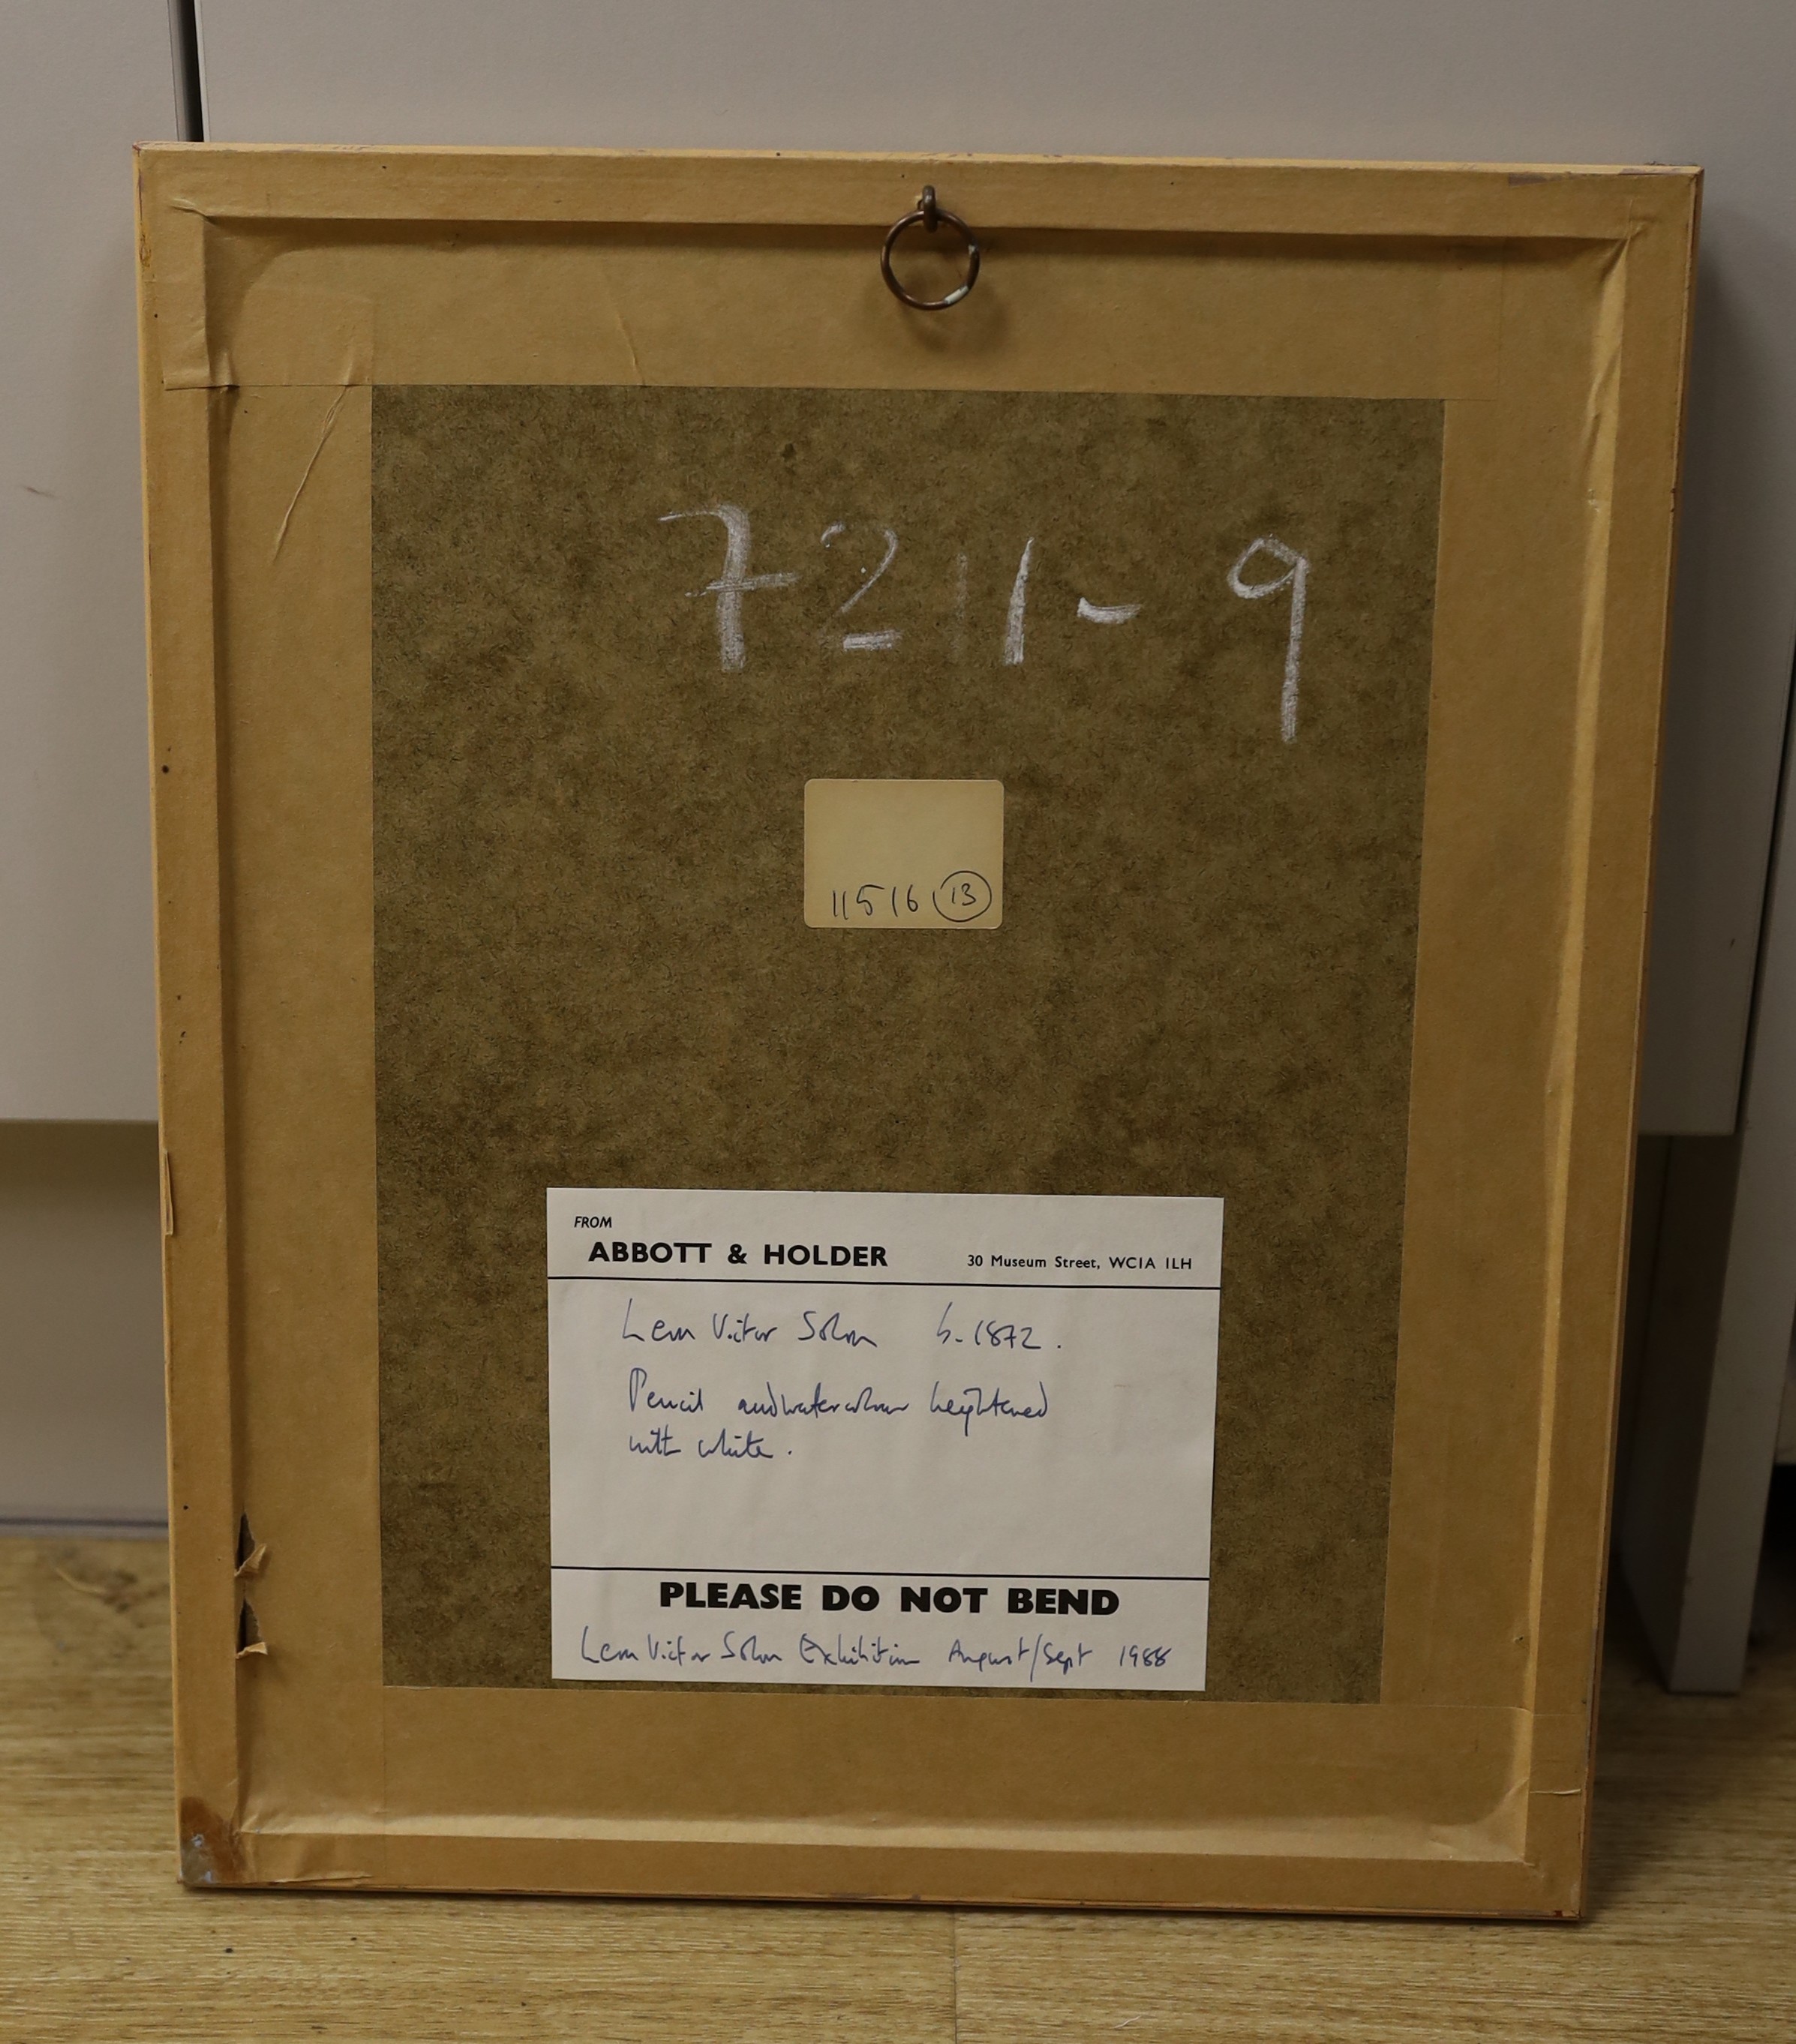 7211-9
11516 13
FROM
ABBOTT & HOLDER 30 Museum Street, WC1A 1LH
Leon Victor Solon b. 1872.
Pencil and watercolour heightened
with white.
PLEASE DO NOT BEND
Leon Victor Solon Exhibition August/Sept 1988